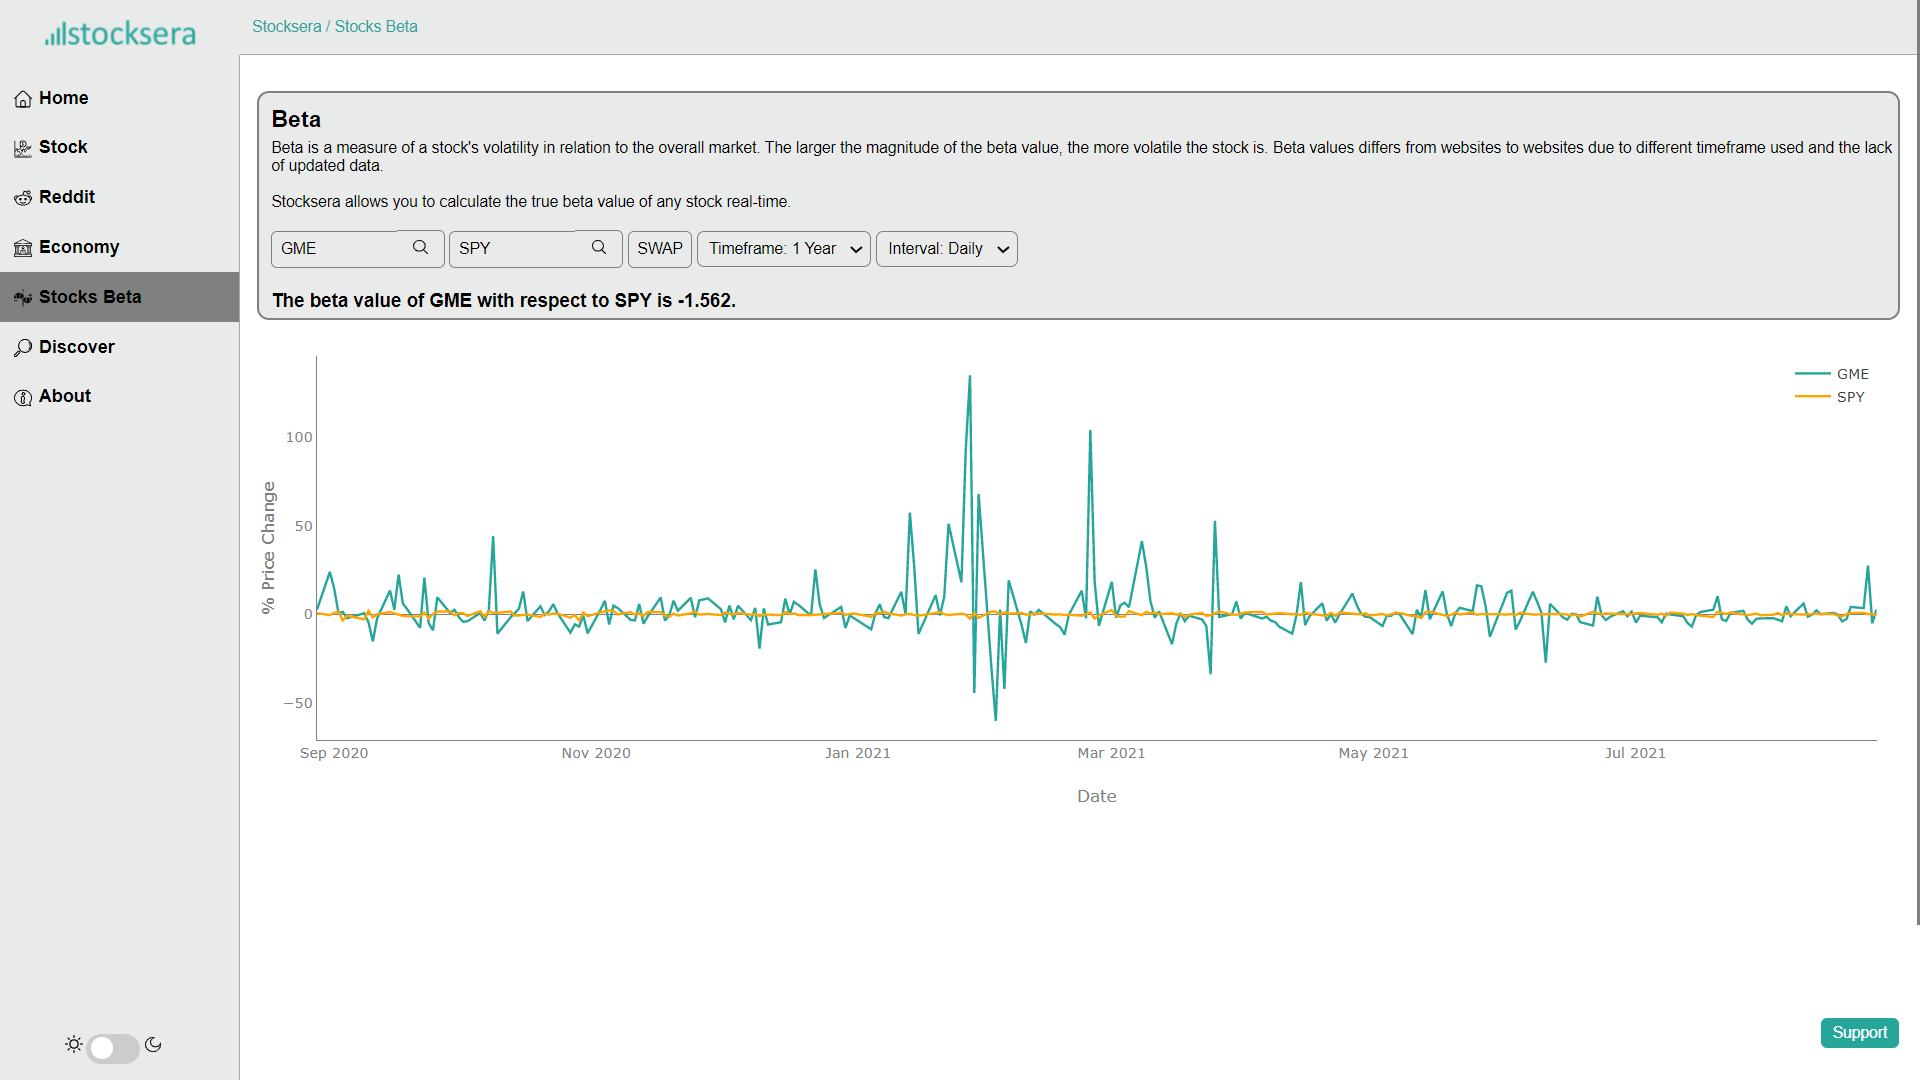 stocksera
Stocksera / Stocks Beta
Home
Stock
Reddit
Economy
Stocks Beta
Discover
About
Beta
Beta is a measure of a stock's volatility in relation to the overall market. The larger the magnitude of the beta value, the more volatile the stock is. Beta values differs from websites to websites due to different timeframe used and the lack
of updated data.
Stocksera allows you to calculate the true beta value of any stock real-time.
GME SPY SWAP Timeframe: 1 Year Interval: Daily
The beta value of GME with respect to SPY is -1.562.
GME
SPY
% Price Change
100
50
0
−50
Sep 2020 Nov 2020 Jan 2021 Mar 2021 May 2021 Jul 2021
Date
Support